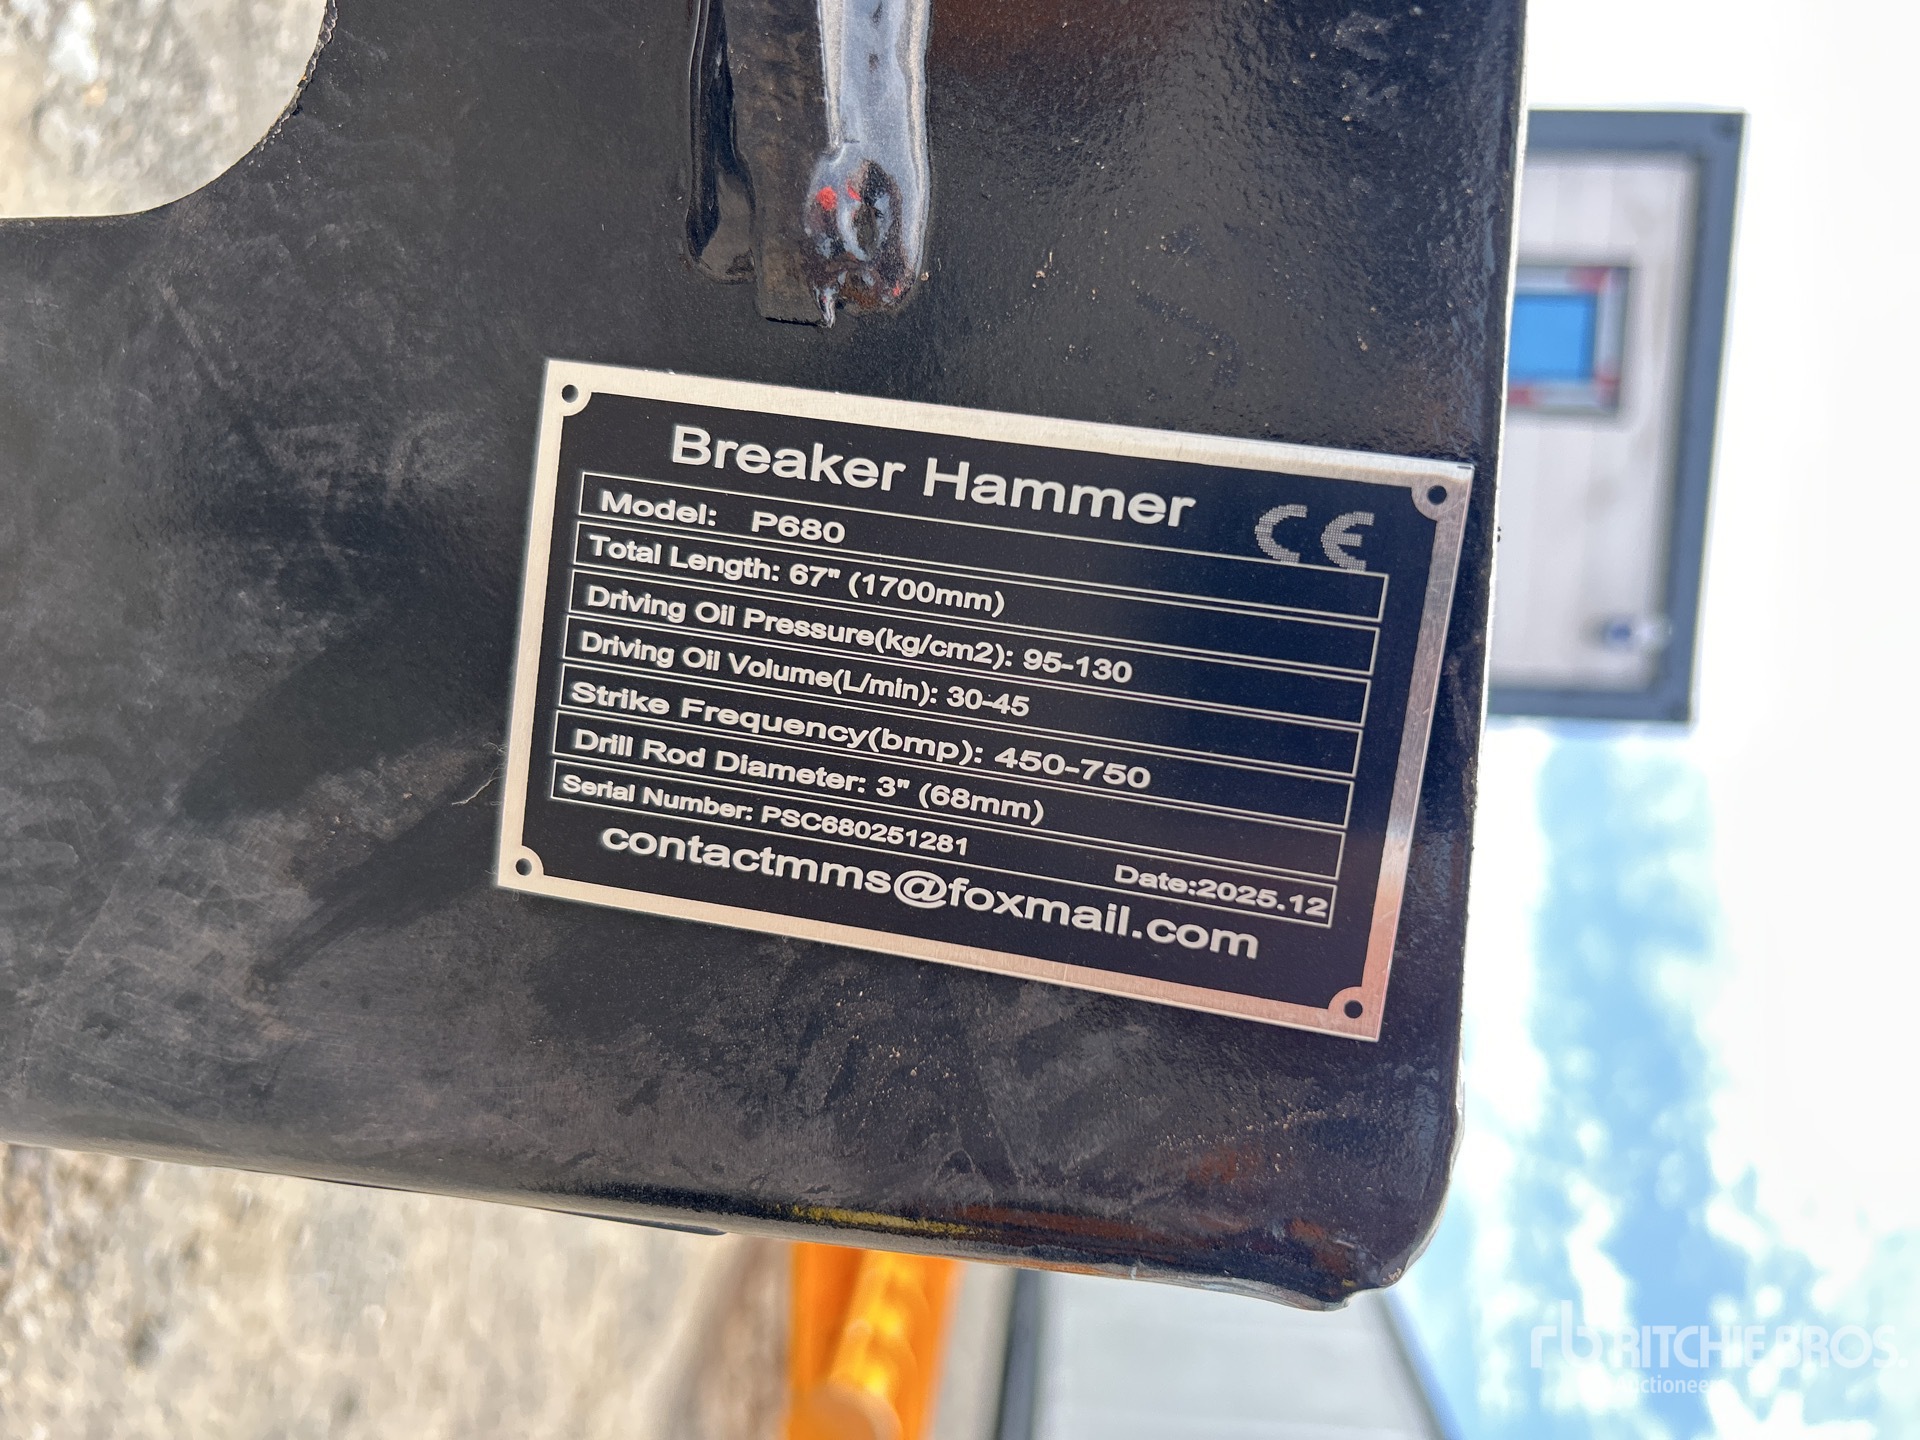 Breaker Hammer
CE
Model: P680
Total Length: 67" (1700mm)
Driving Oil Pressure(kg/cm2): 95-130
Driving Oil Volume(L/min): 30-45
Strike Frequency(bmp): 450-750
Drill Rod Diameter: 3" (68mm)
Serial Number: PSC680251281 Date:2025.12
contactmms@foxmail.com
rb RITCHIE BROS.
Auctioneers